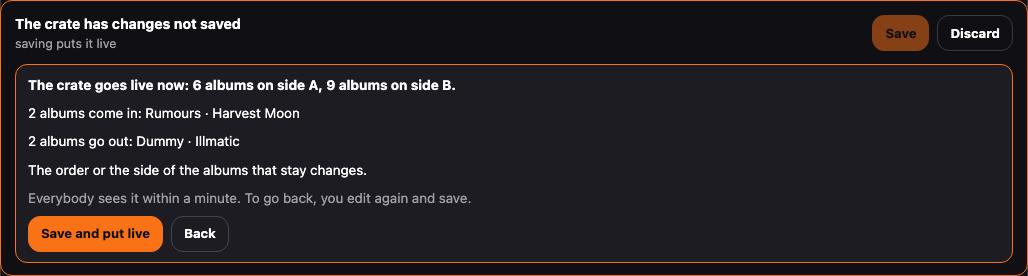 The crate has changes not saved
saving puts it live
Save
Discard
The crate goes live now: 6 albums on side A, 9 albums on side B.
2 albums come in: Rumours · Harvest Moon
2 albums go out: Dummy · Illmatic
The order or the side of the albums that stay changes.
Everybody sees it within a minute. To go back, you edit again and save.
Save and put live
Back